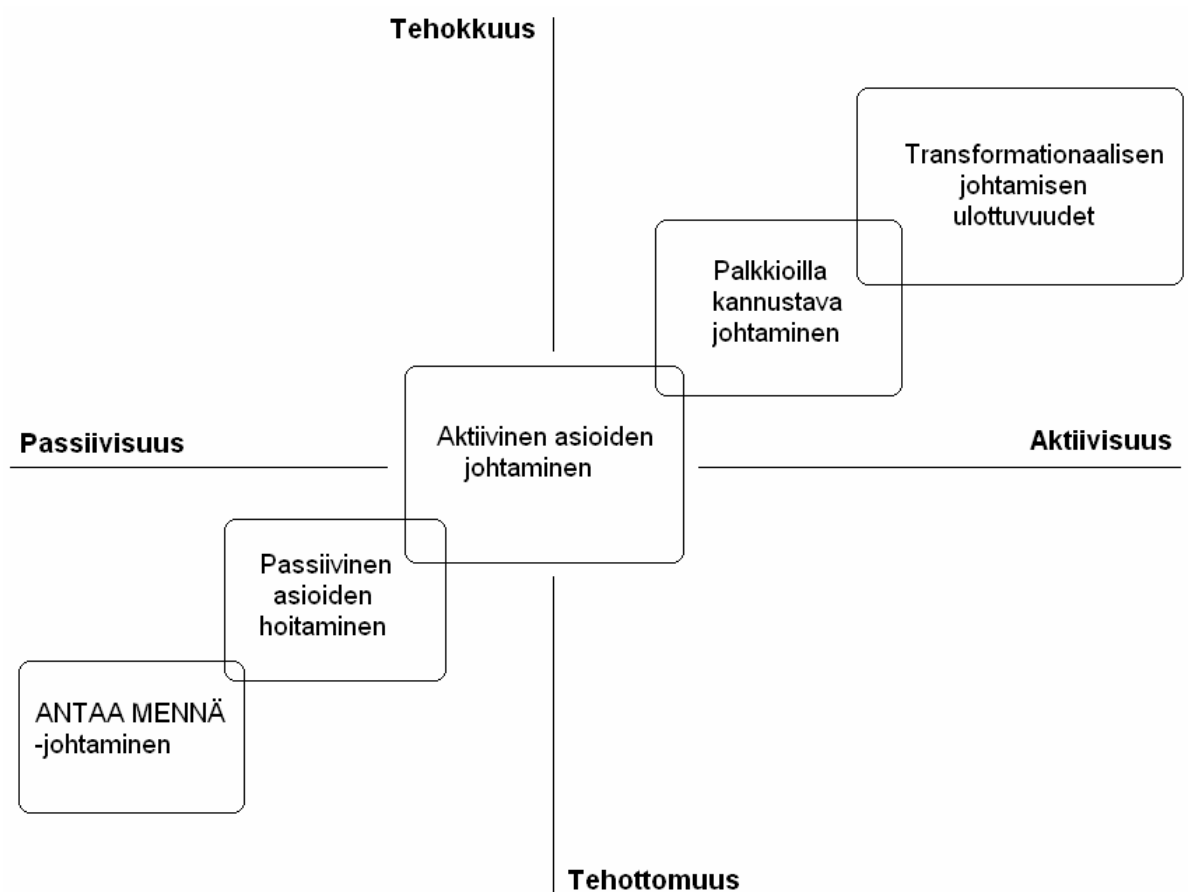 Tehokkuus
Transformationaalisen
johtamisen
ulottuvuudet
Palkkioilla
kannustava
johtaminen
Passiivisuus
Aktiivinen asioiden
johtaminen
Aktiivisuus
Passiivinen
asioiden
hoitaminen
ANTAA MENNÄ
-johtaminen
Tehottomuus